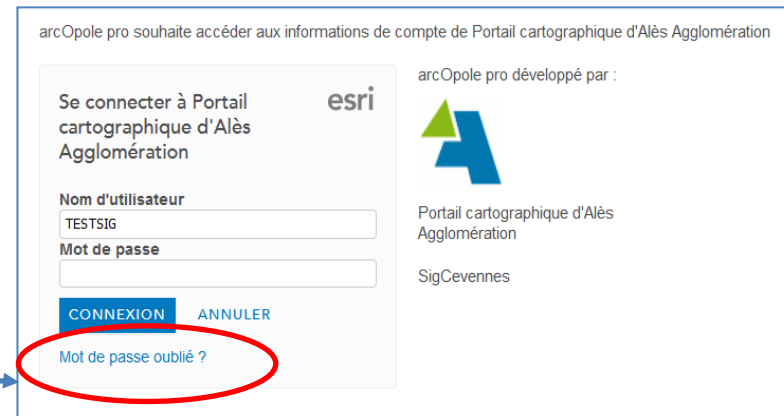 arcOpole pro souhaite accéder aux informations de compte de Portail cartographique d'Alès Agglomération
Se connecter à Portail
cartographique d'Alès
Agglomération
esri
Nom d'utilisateur
TESTSIG
Mot de passe
CONNEXION ANNULER
Mot de passe oublié ?
arcOpole pro développé par :
Portail cartographique d'Alès
Agglomération
SigCevennes